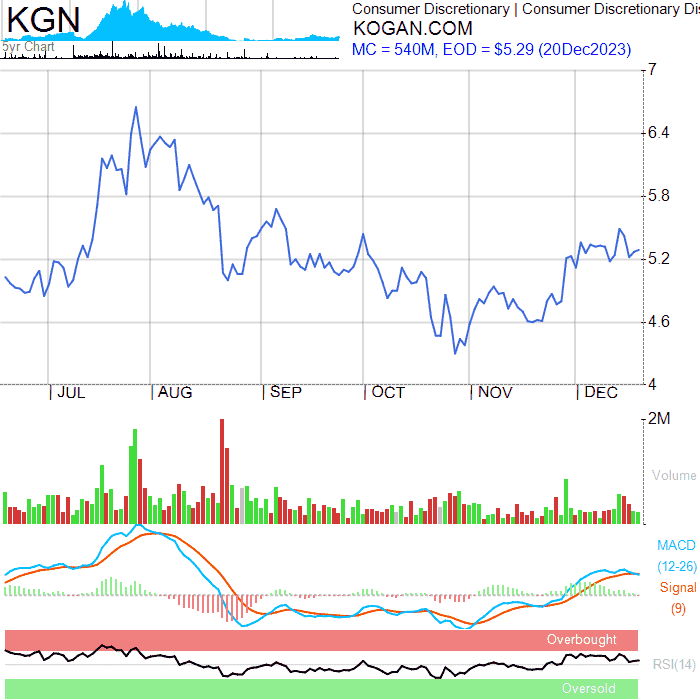 KGN
5yr Chart
Consumer Discretionary | Consumer Discretionary Dis
KOGAN.COM
MC = 540M, EOD = $5.29 (20Dec2023)
7
6.4
5.8
5.2
4.6
4
JUL AUG SEP OCT NOV DEC
2M
Volume
MACD
(12-26)
Signal
(9)
Overbought
RSI(14)
Oversold